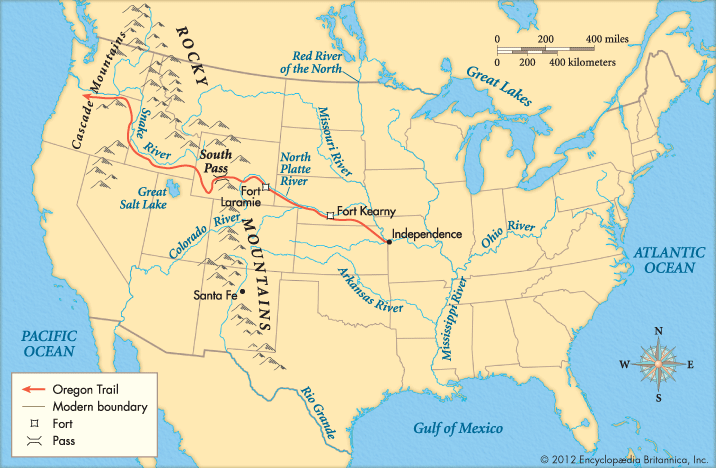 0 200 400 miles
0 200 400 kilometers
Red River
of the North
Great Lakes
ROCKY
MOUNTAINS
Cascade Mountains
Snake
River
Missouri River
South
Pass
North
Platte
River
Fort
Laramie
Great
Salt Lake
Fort Kearny
Independence
Colorado River
Ohio River
Santa Fe
Arkansas River
Mississippi River
ATLANTIC
OCEAN
PACIFIC
OCEAN
N
W E
S
Rio Grande
Gulf of Mexico
Oregon Trail
Modern boundary
Fort
Pass
© 2012 Encyclopædia Britannica, Inc.